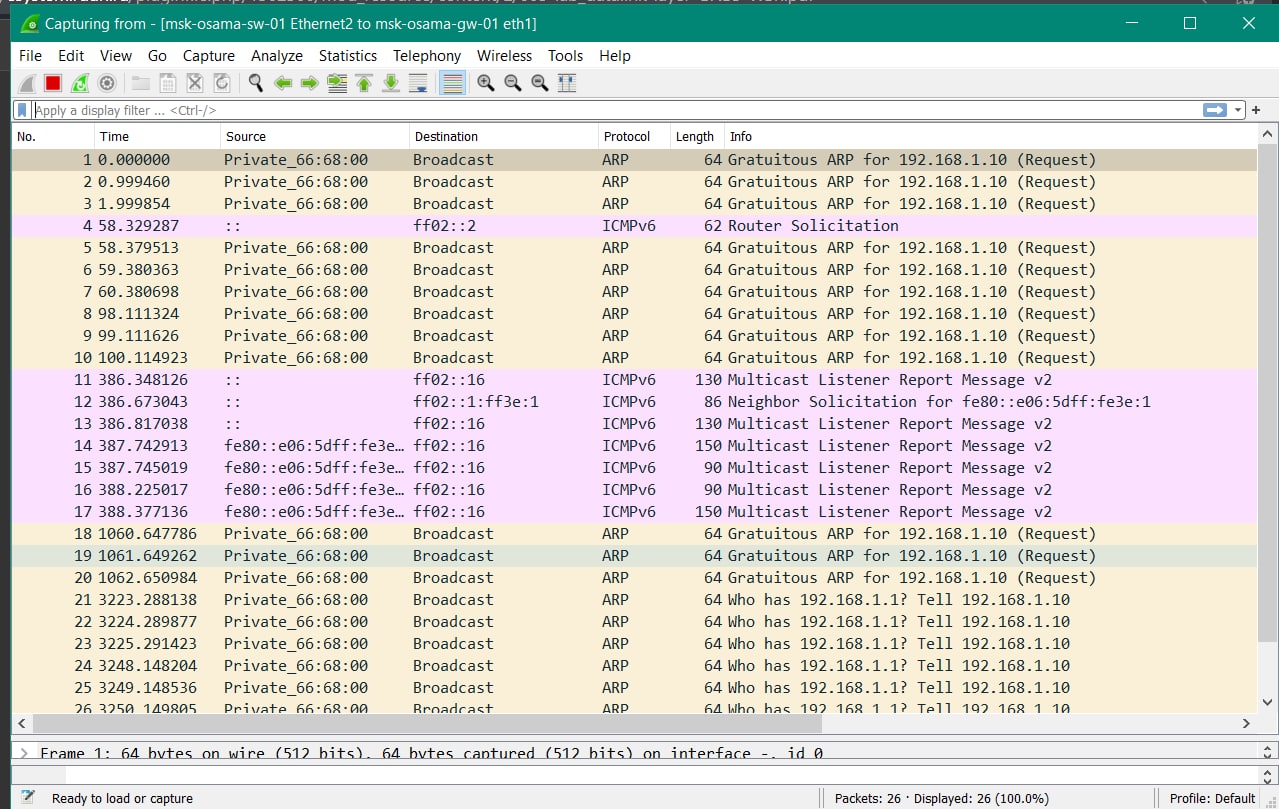 Capturing from - [msk-osama-sw-01 Ethernet2 to msk-osama-gw-01 eth1]
File Edit View Go Capture Analyze Statistics Telephony Wireless Tools Help
Apply a display filter ... <Ctrl-/>
No. Time Source Destination Protocol Length Info
1 0.000000 Private_66:68:00 Broadcast ARP 64 Gratuitous ARP for 192.168.1.10 (Request)
2 0.999460 Private_66:68:00 Broadcast ARP 64 Gratuitous ARP for 192.168.1.10 (Request)
3 1.999854 Private_66:68:00 Broadcast ARP 64 Gratuitous ARP for 192.168.1.10 (Request)
4 58.329287 :: ff02::2 ICMPv6 62 Router Solicitation
5 58.379513 Private_66:68:00 Broadcast ARP 64 Gratuitous ARP for 192.168.1.10 (Request)
6 59.380363 Private_66:68:00 Broadcast ARP 64 Gratuitous ARP for 192.168.1.10 (Request)
7 60.380698 Private_66:68:00 Broadcast ARP 64 Gratuitous ARP for 192.168.1.10 (Request)
8 98.111324 Private_66:68:00 Broadcast ARP 64 Gratuitous ARP for 192.168.1.10 (Request)
9 99.111626 Private_66:68:00 Broadcast ARP 64 Gratuitous ARP for 192.168.1.10 (Request)
10 100.114923 Private_66:68:00 Broadcast ARP 64 Gratuitous ARP for 192.168.1.10 (Request)
11 386.348126 :: ff02::16 ICMPv6 130 Multicast Listener Report Message v2
12 386.673043 :: ff02::1:ff3e:1 ICMPv6 86 Neighbor Solicitation for fe80::e06:5dff:fe3e:1
13 386.817038 :: ff02::16 ICMPv6 130 Multicast Listener Report Message v2
14 387.742913 fe80::e06:5dff:fe3e… ff02::16 ICMPv6 150 Multicast Listener Report Message v2
15 387.745019 fe80::e06:5dff:fe3e… ff02::16 ICMPv6 90 Multicast Listener Report Message v2
16 388.225017 fe80::e06:5dff:fe3e… ff02::16 ICMPv6 90 Multicast Listener Report Message v2
17 388.377136 fe80::e06:5dff:fe3e… ff02::16 ICMPv6 150 Multicast Listener Report Message v2
18 1060.647786 Private_66:68:00 Broadcast ARP 64 Gratuitous ARP for 192.168.1.10 (Request)
19 1061.649262 Private_66:68:00 Broadcast ARP 64 Gratuitous ARP for 192.168.1.10 (Request)
20 1062.650984 Private_66:68:00 Broadcast ARP 64 Gratuitous ARP for 192.168.1.10 (Request)
21 3223.288138 Private_66:68:00 Broadcast ARP 64 Who has 192.168.1.1? Tell 192.168.1.10
22 3224.289877 Private_66:68:00 Broadcast ARP 64 Who has 192.168.1.1? Tell 192.168.1.10
23 3225.291423 Private_66:68:00 Broadcast ARP 64 Who has 192.168.1.1? Tell 192.168.1.10
24 3248.148204 Private_66:68:00 Broadcast ARP 64 Who has 192.168.1.1? Tell 192.168.1.10
25 3249.148536 Private_66:68:00 Broadcast ARP 64 Who has 192.168.1.1? Tell 192.168.1.10
26 3250.149805 Private_66:68:00 Broadcast ARP 64 Who has 192.168.1.1? Tell 192.168.1.10
Frame 1: 64 bytes on wire (512 bits), 64 bytes captured (512 bits) on interface -, id 0
Ready to load or capture Packets: 26 · Displayed: 26 (100.0%) Profile: Default